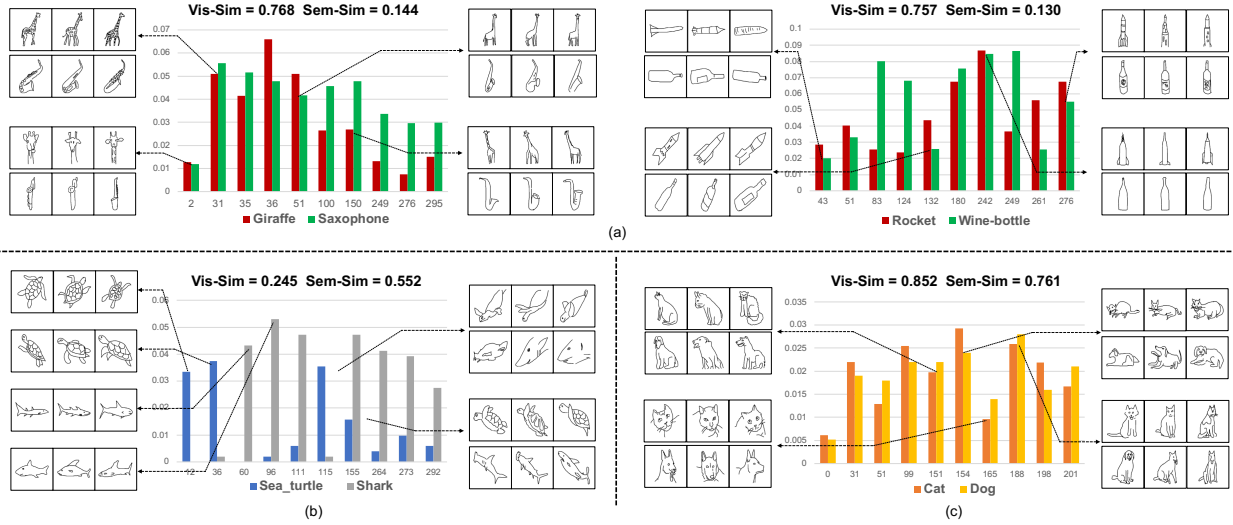 Vis-Sim = 0.768 Sem-Sim = 0.144
0.07
0.06
0.05
0.04
0.03
0.02
0.01
0
2 31 35 36 51 100 150 249 276 295
Giraffe Saxophone
Vis-Sim = 0.757 Sem-Sim = 0.130
0.1
0.09
0.08
0.07
0.06
0.05
0.04
0.03
0.02
0.01
0
43 51 83 124 132 180 242 249 261 276
Rocket Wine-bottle
(a)
Vis-Sim = 0.245 Sem-Sim = 0.552
0.06
0.05
0.04
0.03
0.02
0.01
0
12 36 60 96 111 115 155 264 273 292
Sea_turtle Shark
(b)
Vis-Sim = 0.852 Sem-Sim = 0.761
0.035
0.03
0.025
0.02
0.015
0.01
0.005
0
0 31 51 99 151 154 165 188 198 201
Cat Dog
(c)